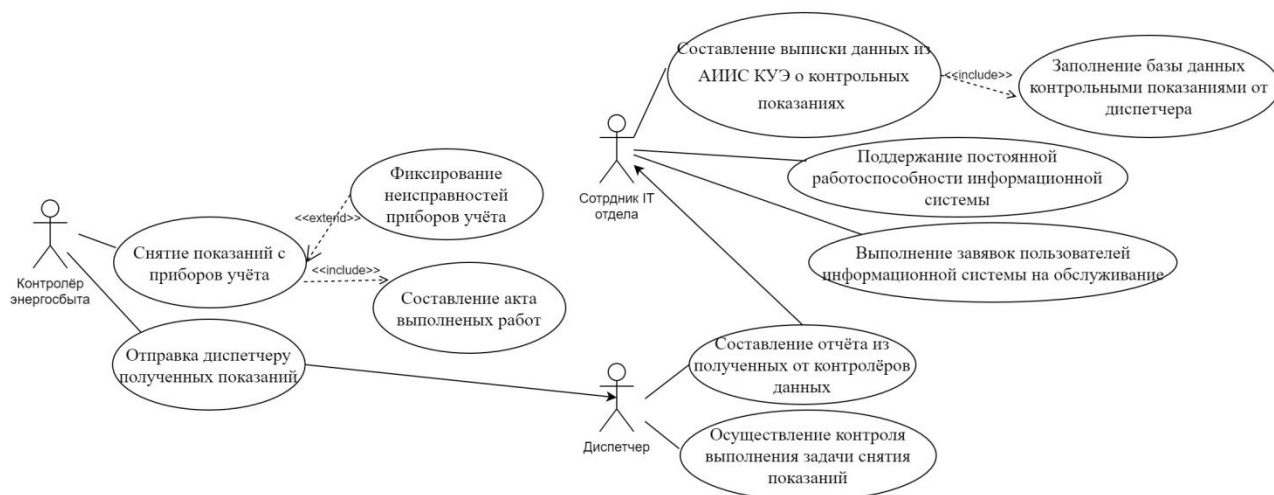 Составление выписки данных из
АИИС КУЭ о контрольных
показаниях
<<include>>
Заполнение базы данных
контрольными показаниями от
диспетчера
Поддержание постоянной
работоспособности информационной
системы
Сотрдник IT
отдела
Выполнение завявок пользователей
информационной системы на обслуживание
Фиксирование
неисправностей
приборов учёта
<<extend>>
Контролёр
энергосбыта
Снятие показаний с
приборов учёта
<<include>>
Составление акта
выполненых работ
Отправка диспетчеру
полученных показаний
Диспетчер
Составление отчёта из
полученных от контролёров
данных
Осуществление контроля
выполнения задачи снятия
показаний